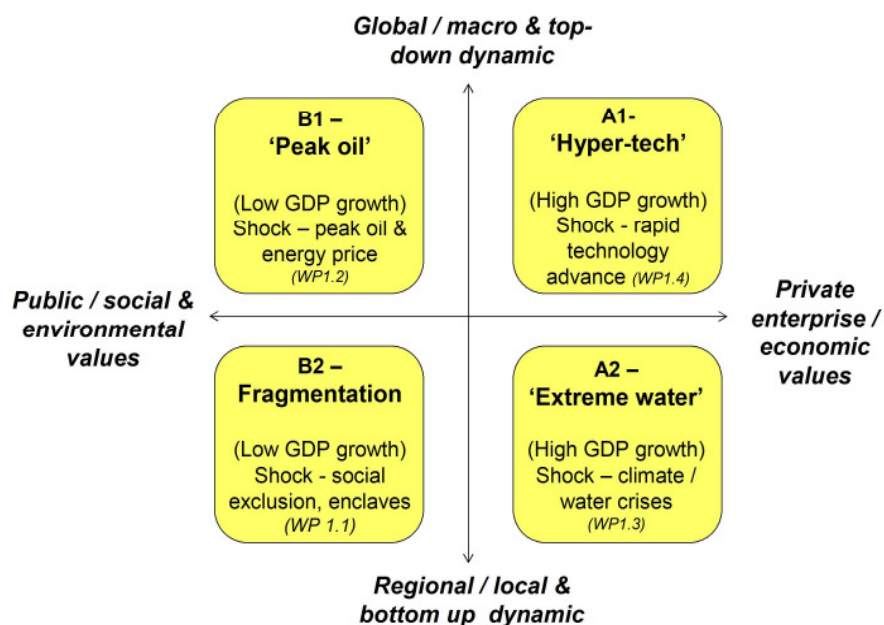 Global / macro & top-
down dynamic
B1 –
‘Peak oil’
(Low GDP growth)
Shock – peak oil &
energy price
(WP1.2)
A1-
‘Hyper-tech’
(High GDP growth)
Shock - rapid
technology
advance (WP1.4)
Public / social &
environmental
values
Private
enterprise /
economic
values
B2 –
Fragmentation
(Low GDP growth)
Shock - social
exclusion, enclaves
(WP 1.1)
A2 –
‘Extreme water’
(High GDP growth)
Shock – climate /
water crises
(WP1.3)
Regional / local &
bottom up dynamic